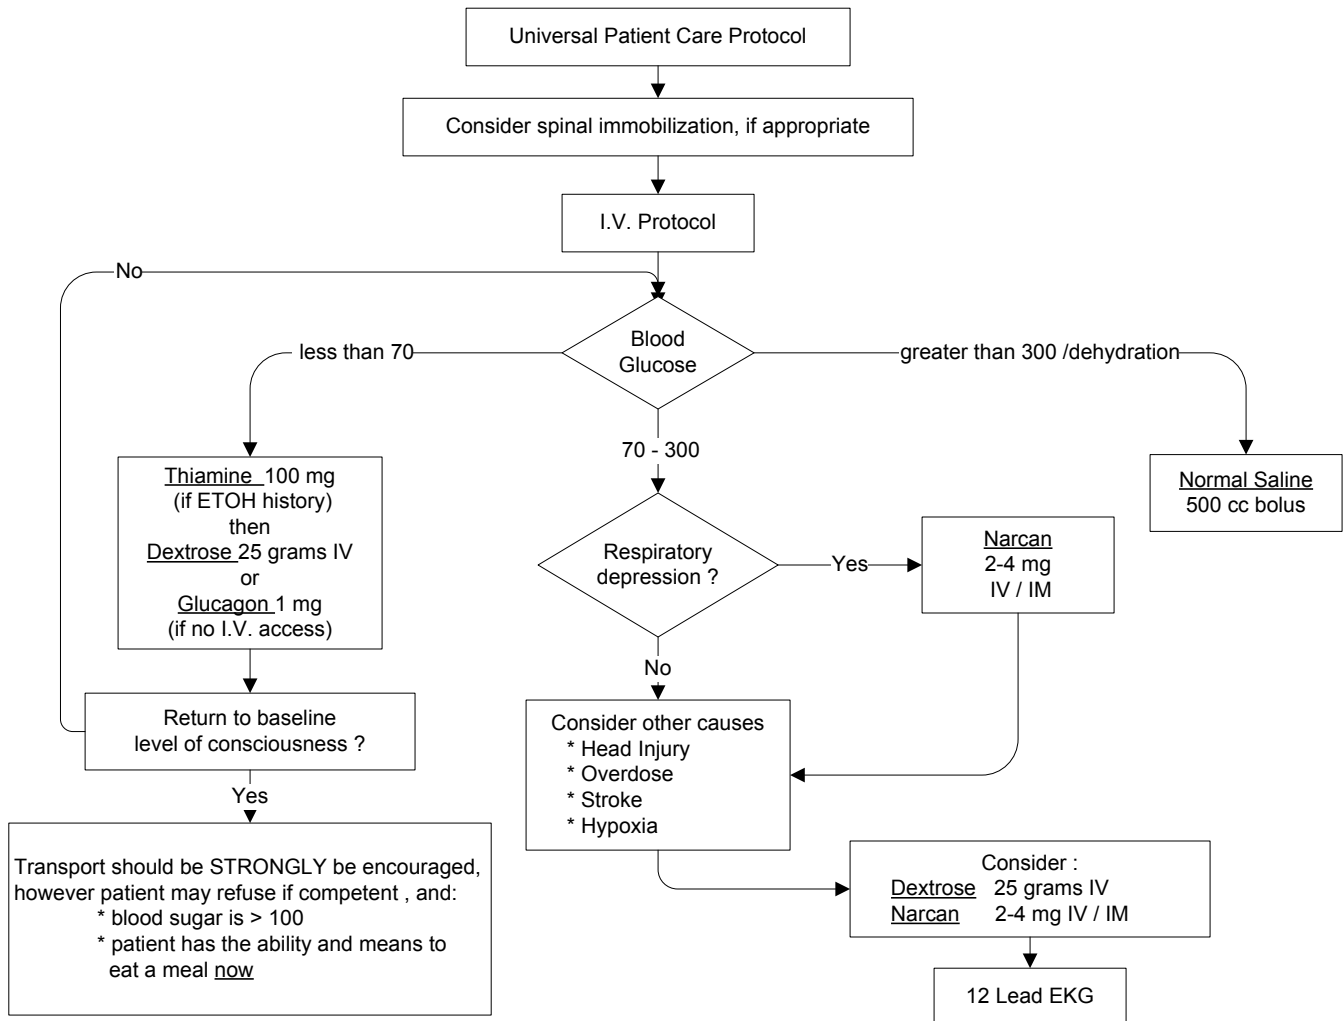 Universal Patient Care Protocol
Consider spinal immobilization, if appropriate
I.V. Protocol
No
Blood
Glucose
less than 70
greater than 300 /dehydration
70 - 300
Thiamine 100 mg
(if ETOH history)
then
Dextrose 25 grams IV
or
Glucagon 1 mg
(if no I.V. access)
Normal Saline
500 cc bolus
Respiratory
depression ?
Yes
Narcan
2-4 mg
IV / IM
No
Return to baseline
level of consciousness ?
Consider other causes
* Head Injury
* Overdose
* Stroke
* Hypoxia
Yes
Transport should be STRONGLY be encouraged,
however patient may refuse if competent , and:
* blood sugar is > 100
* patient has the ability and means to
eat a meal now
Consider :
Dextrose 25 grams IV
Narcan 2-4 mg IV / IM
12 Lead EKG